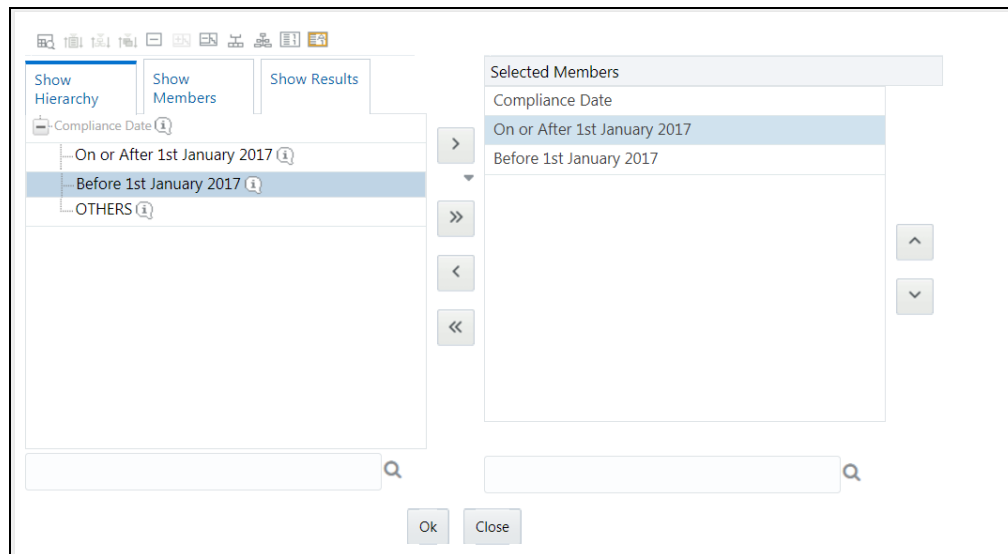 Show Hierarchy
Show Members
Show Results
Compliance Date
On or After 1st January 2017
Before 1st January 2017
OTHERS
Selected Members
Compliance Date
On or After 1st January 2017
Before 1st January 2017
Ok
Close